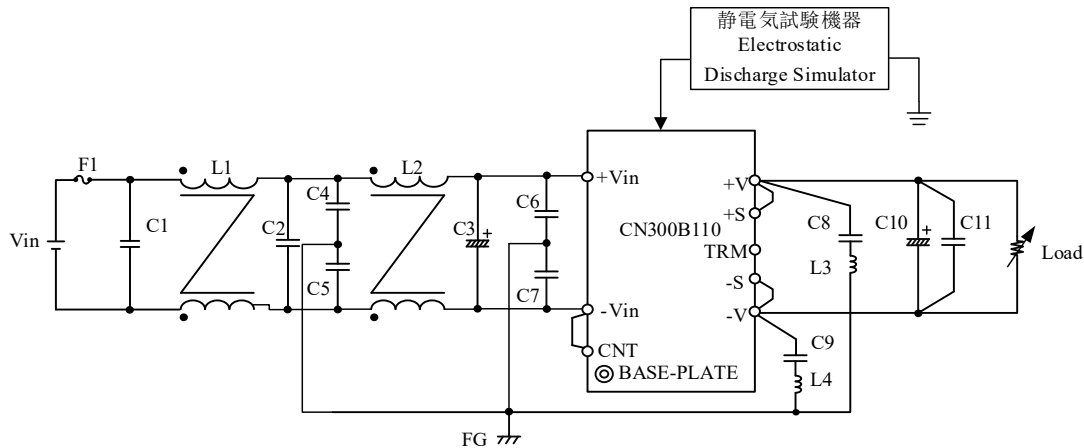 静電気試験機器
Electrostatic
Discharge Simulator
F1
L1
L2
C1
C2
C3
+
C4
C5
C6
C7
Vin
+Vin
-Vin
CNT
BASE-PLATE
CN300B110
+V
+S
TRM
-S
-V
C8
L3
C9
L4
C10
+
C11
Load
FG